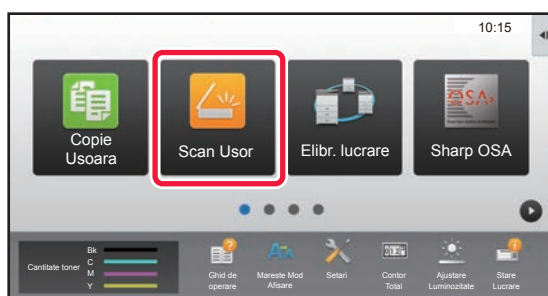 10:15
Copie
Usoara
Scan Usor
Elibr. lucrare
Sharp OSA
Cantitate toner
Bk
C
M
Y
Ghid de
operare
Mareste Mod
Afisare
Setari
Contor
Total
Ajustare
Luminozitate
Stare
Lucrare